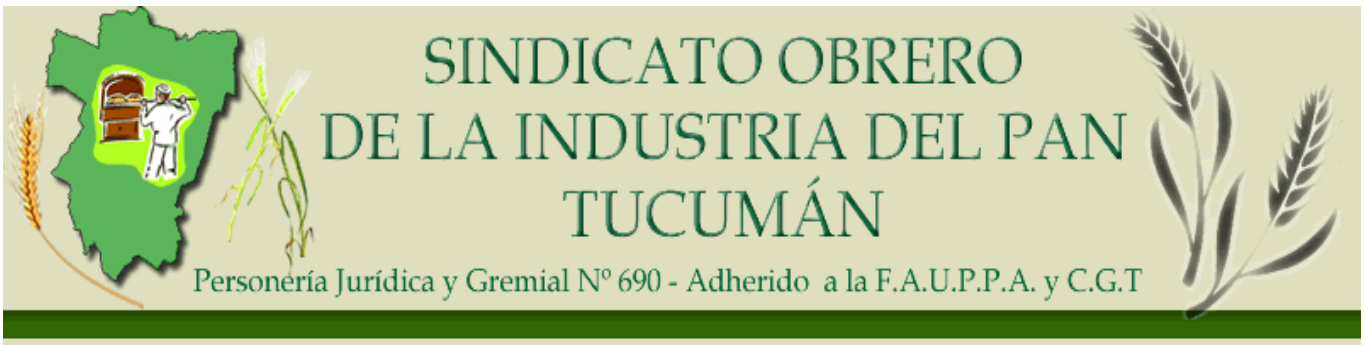 SINDICATO OBRERO
DE LA INDUSTRIA DEL PAN
TUCUMÁN
Personería Jurídica y Gremial Nº 690 - Adherido a la F.A.U.P.P.A. y C.G.T